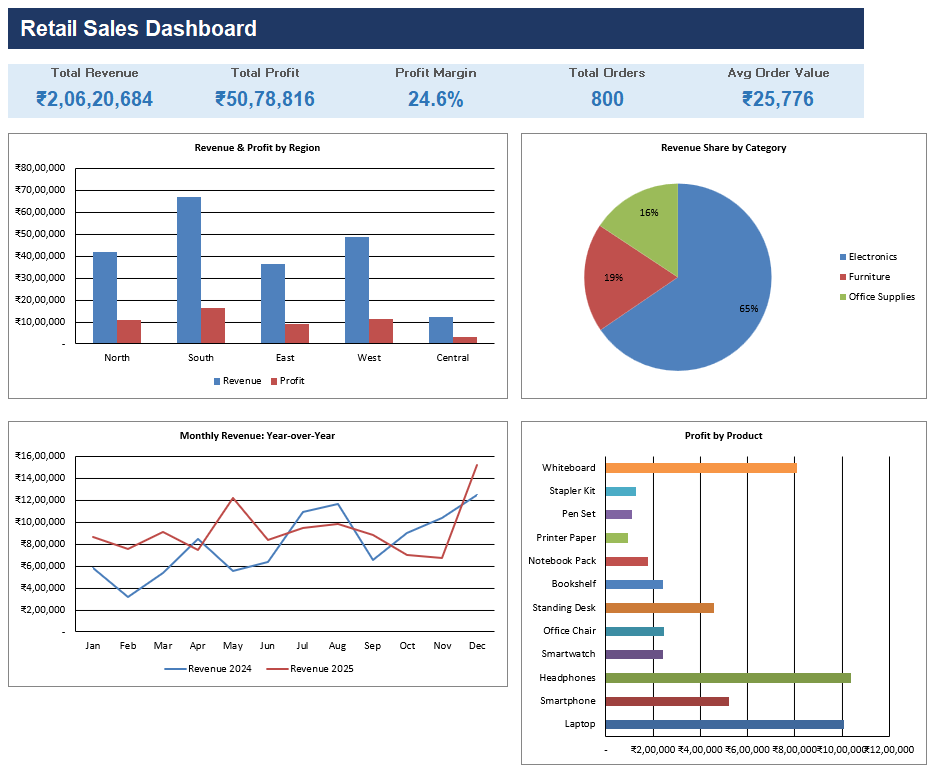 Retail Sales Dashboard
Total Revenue Total Profit Profit Margin Total Orders Avg Order Value
₹2,06,20,684 ₹50,78,816 24.6% 800 ₹25,776
Revenue & Profit by Region
₹80,00,000
₹70,00,000
₹60,00,000
₹50,00,000
₹40,00,000
₹30,00,000
₹20,00,000
₹10,00,000
-
North South East West Central
Revenue Profit
Revenue Share by Category
16%
19%
65%
Electronics
Furniture
Office Supplies
Monthly Revenue: Year-over-Year
₹16,00,000
₹14,00,000
₹12,00,000
₹10,00,000
₹8,00,000
₹6,00,000
₹4,00,000
₹2,00,000
-
Jan Feb Mar Apr May Jun Jul Aug Sep Oct Nov Dec
Revenue 2024 Revenue 2025
Profit by Product
Whiteboard
Stapler Kit
Pen Set
Printer Paper
Notebook Pack
Bookshelf
Standing Desk
Office Chair
Smartwatch
Headphones
Smartphone
Laptop
- ₹2,00,000 ₹4,00,000 ₹6,00,000 ₹8,00,000 ₹10,00,000 ₹12,00,000